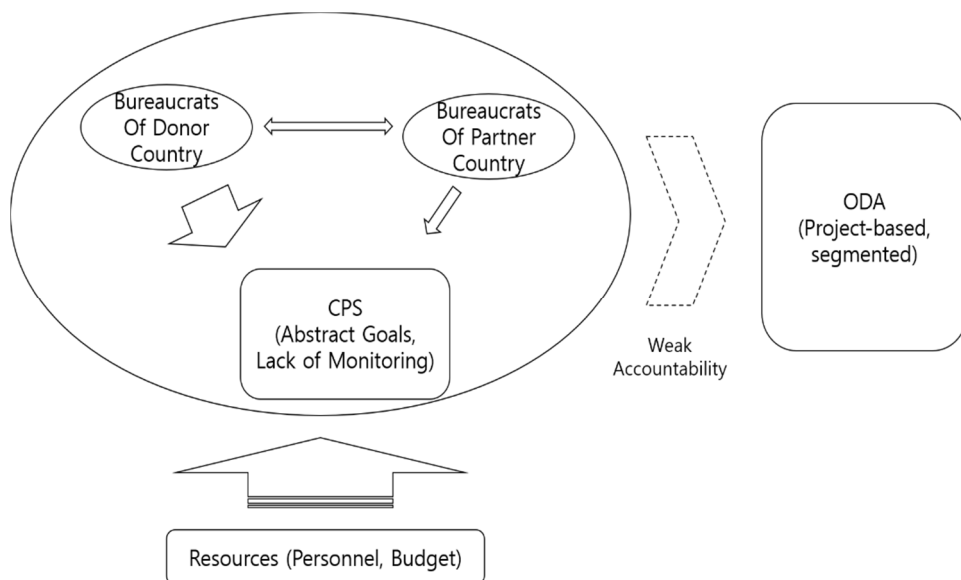 Bureaucrats
Of Donor
Country
Bureaucrats
Of Partner
Country
CPS
(Abstract Goals,
Lack of Monitoring)
Weak
Accountability
ODA
(Project-based,
segmented)
Resources (Personnel, Budget)